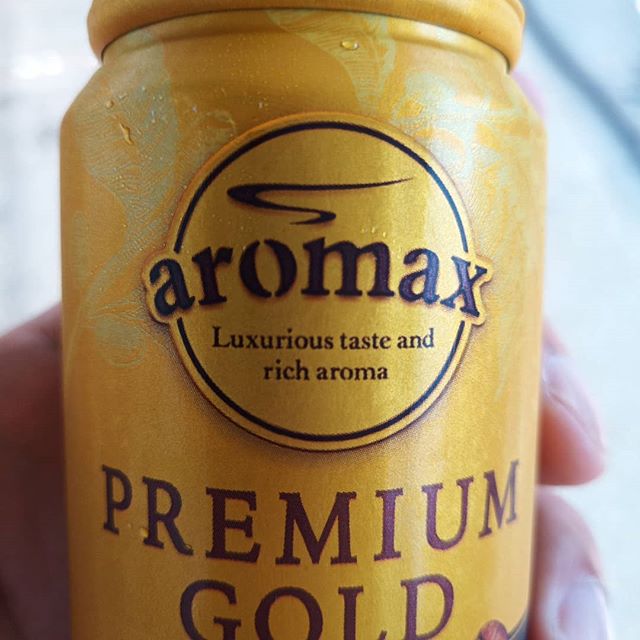 aromax
Luxurious taste and
rich aroma
PREMIUM
GOLD